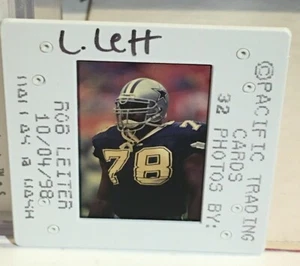 L. Lett
©PACIFIC TRADING
CARDS
32 PHOTOS BY:
ROB LEITER
10/04/98
78